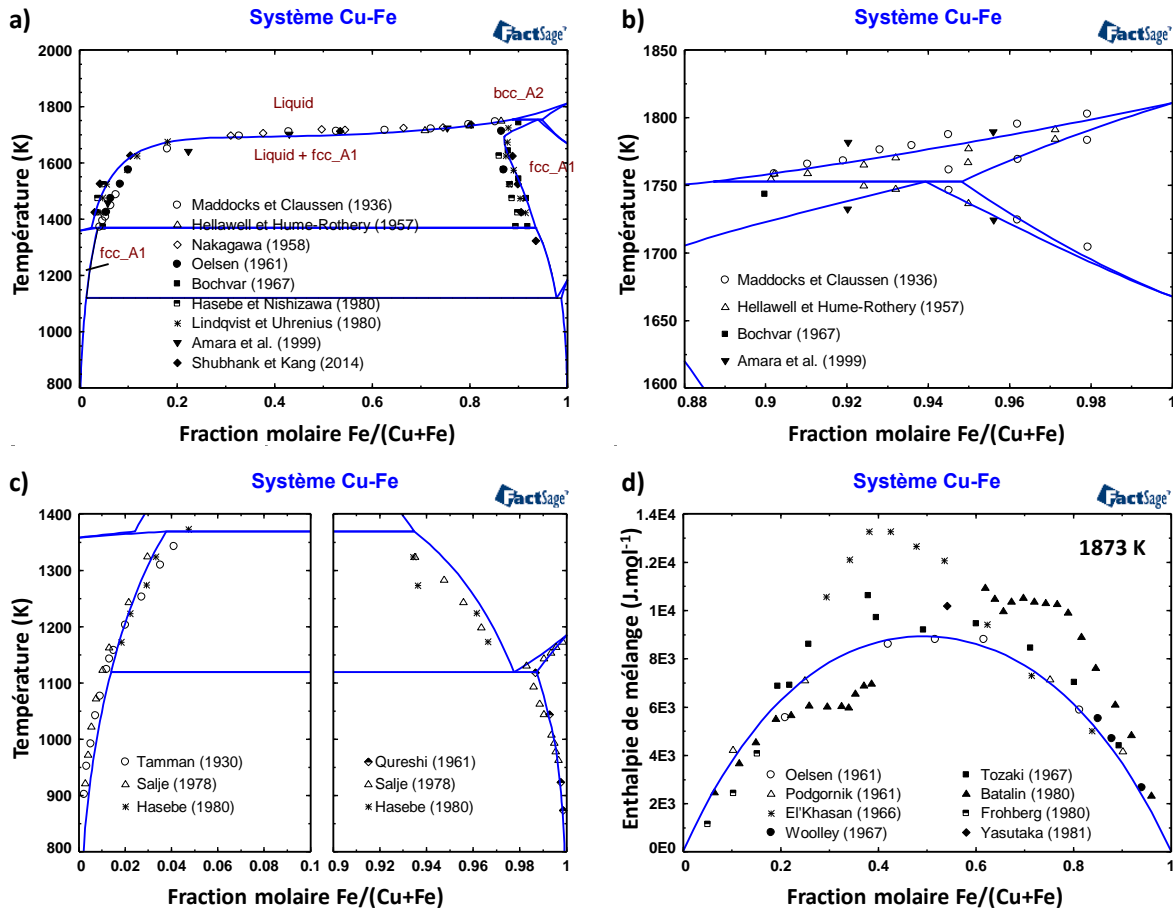 a)
Système Cu-Fe
FactSage™
2000
1800
1600
1400
1200
1000
800
Température (K)
Liquid
bcc_A2
Liquid + fcc_A1
fcc_A1
fcc_A1
Maddocks et Claussen (1936)
Hellawell et Hume-Rothery (1957)
Nakagawa (1958)
Oelsen (1961)
Bochvar (1967)
Hasebe et Nishizawa (1980)
Lindqvist et Uhrenius (1980)
Amara et al. (1999)
Shubhank et Kang (2014)
0 0.2 0.4 0.6 0.8 1
Fraction molaire Fe/(Cu+Fe)
b)
Système Cu-Fe
FactSage™
1850
1800
1750
1700
1650
1600
Température (K)
Maddocks et Claussen (1936)
Hellawell et Hume-Rothery (1957)
Bochvar (1967)
Amara et al. (1999)
0.88 0.9 0.92 0.94 0.96 0.98 1
Fraction molaire Fe/(Cu+Fe)
c)
Système Cu-Fe
FactSage™
1400
1300
1200
1100
1000
900
800
Température (K)
Tamman (1930)
Salje (1978)
Hasebe (1980)
Qureshi (1961)
Salje (1978)
Hasebe (1980)
0 0.02 0.04 0.06 0.08 0.1
0.9 0.92 0.94 0.96 0.98 1
Fraction molaire Fe/(Cu+Fe)
Fraction molaire Fe/(Cu+Fe)
d)
Système Cu-Fe
FactSage™
1.4E4
1.2E4
1E4
8E3
6E3
4E3
2E3
0E0
Enthalpie de mélange (J.mol⁻¹)
1873 K
Oelsen (1961)
Podgornik (1961)
El'Khasan (1966)
Woolley (1967)
Tozaki (1967)
Batalin (1980)
Frohberg (1980)
Yasutaka (1981)
0 0.2 0.4 0.6 0.8 1
Fraction molaire Fe/(Cu+Fe)